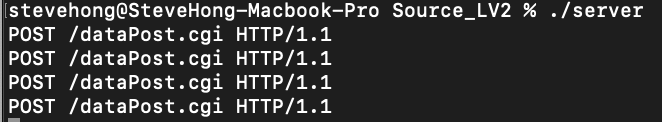 stevehong@SteveHong-Macbook-Pro Source_LV2 % ./server
POST /dataPost.cgi HTTP/1.1
POST /dataPost.cgi HTTP/1.1
POST /dataPost.cgi HTTP/1.1
POST /dataPost.cgi HTTP/1.1